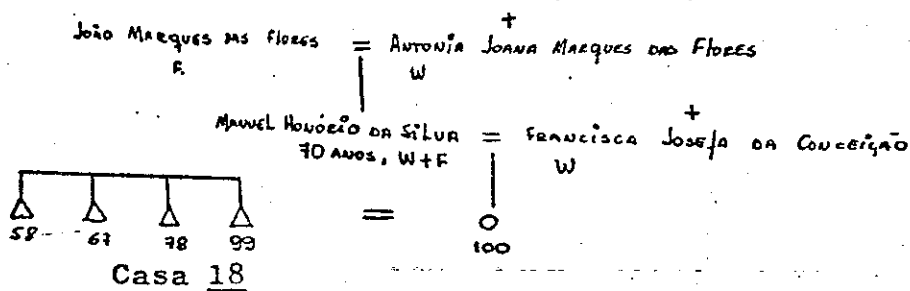 +
João Marques das Flores = Antonia Joana Marques das Flores
F. W
Manuel Honório da Silva = Francisca Josefa da Conceição
+
70 anos, W+F W
=
58 67 78 99 100
Casa 18